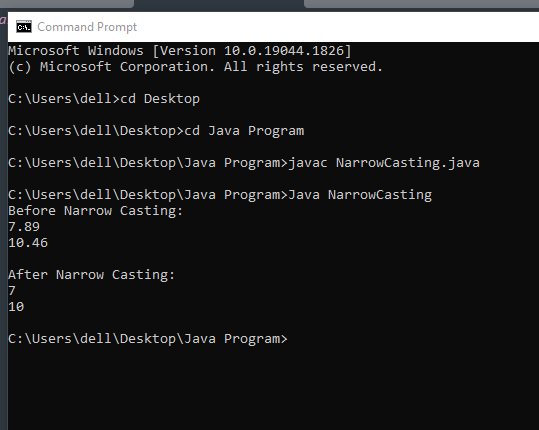 Command Prompt
Microsoft Windows [Version 10.0.19044.1826]
(c) Microsoft Corporation. All rights reserved.
C:\Users\dell>cd Desktop
C:\Users\dell\Desktop>cd Java Program
C:\Users\dell\Desktop\Java Program>javac NarrowCasting.java
C:\Users\dell\Desktop\Java Program>Java NarrowCasting
Before Narrow Casting:
7.89
10.46
After Narrow Casting:
7
10
C:\Users\dell\Desktop\Java Program>